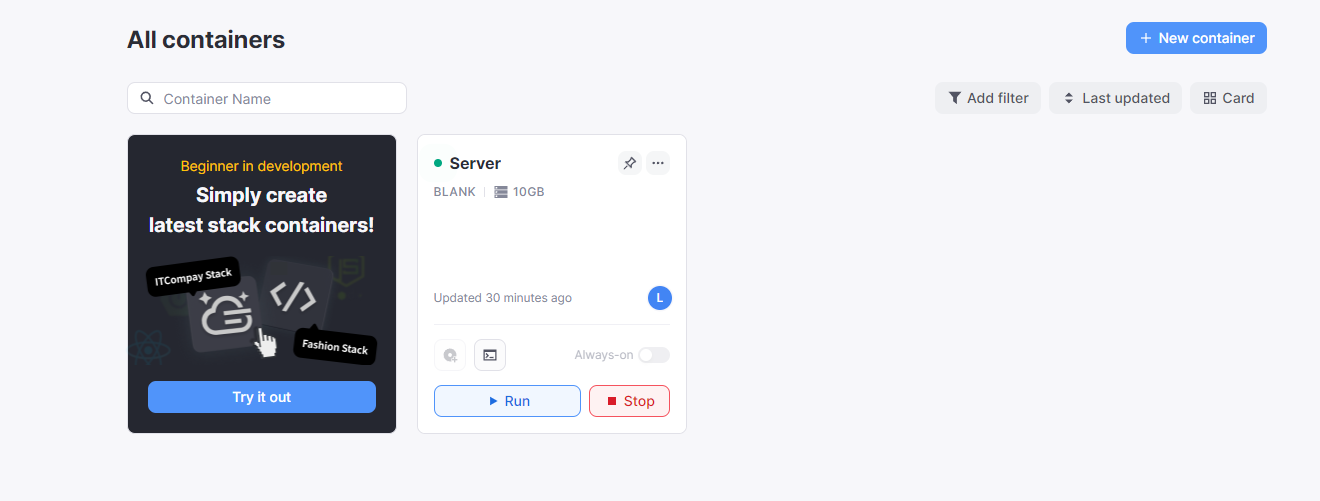 All containers
New container
Container Name
Add filter
Last updated
Card
Beginner in development
Simply create
latest stack containers!
ITCompay Stack
Fashion Stack
Try it out
Server
BLANK
10GB
Updated 30 minutes ago
L
Always-on
Run
Stop